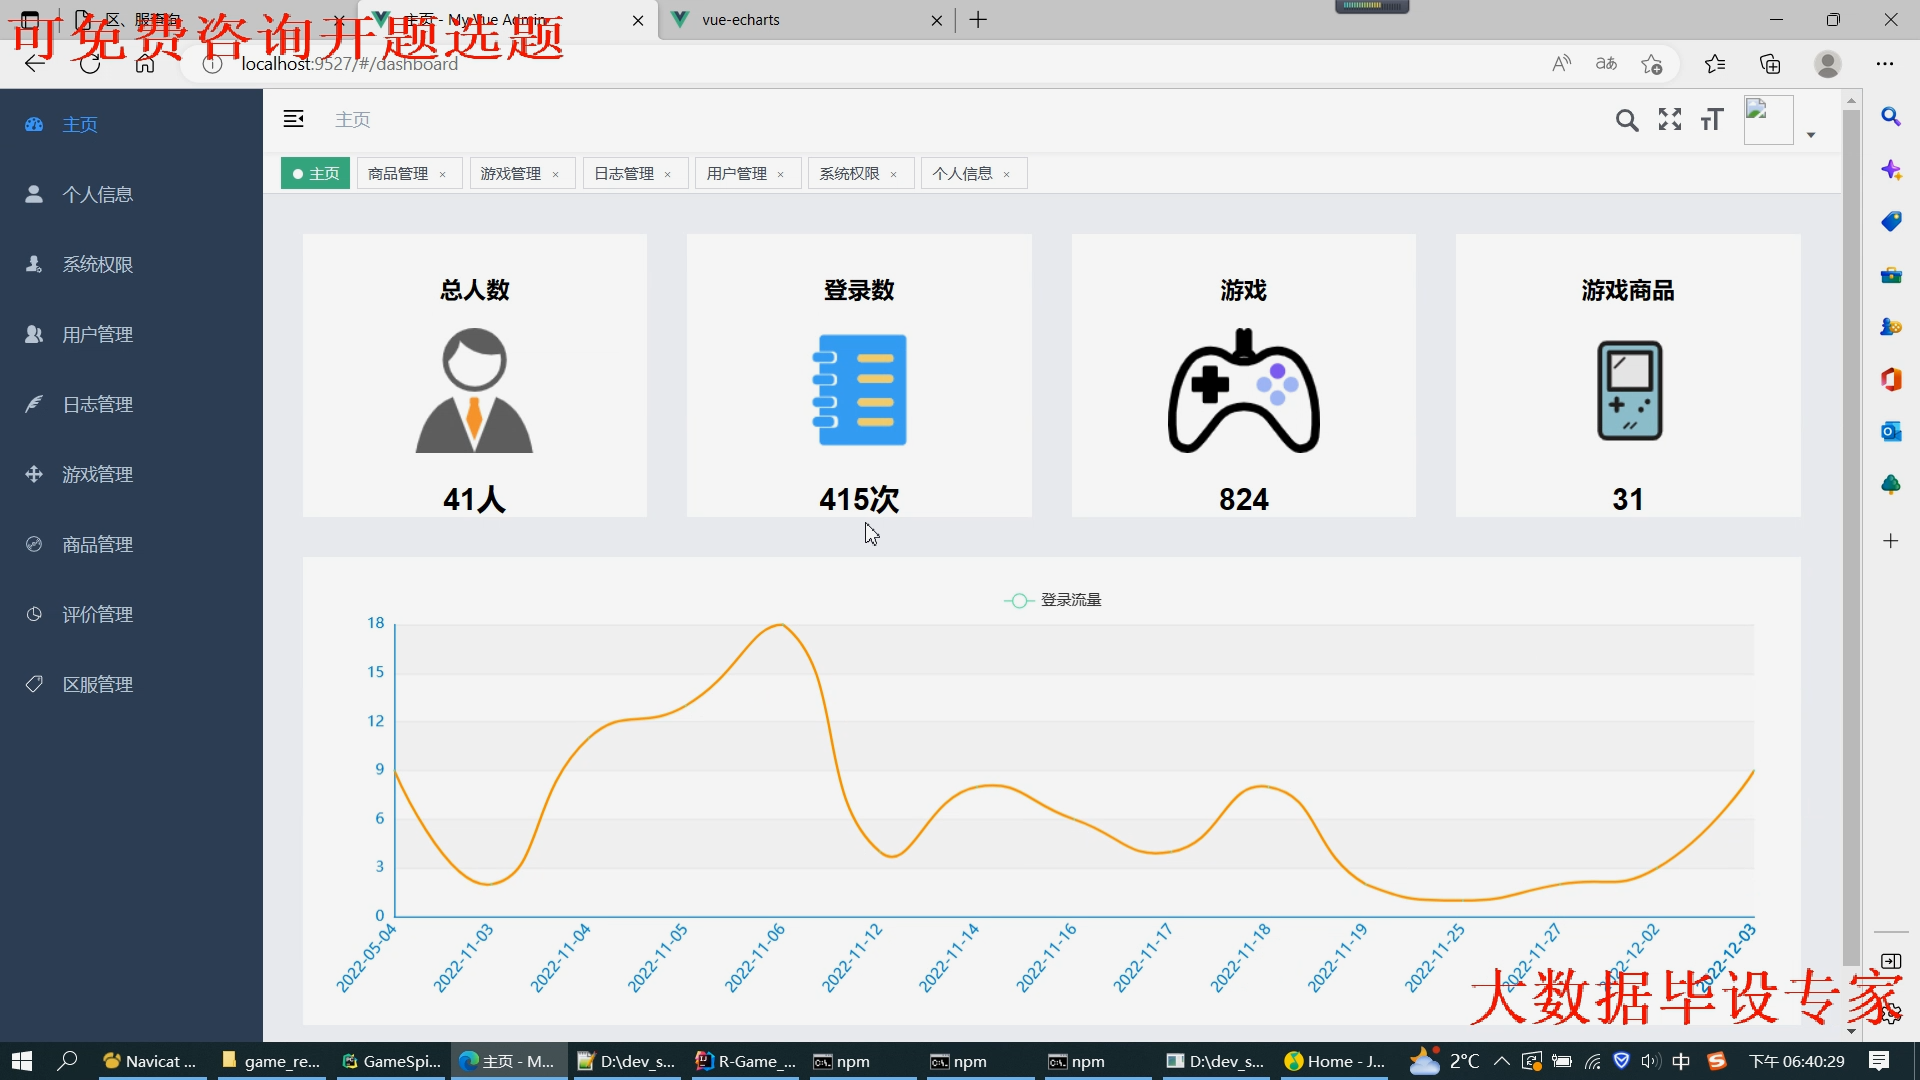 区、服查询
主页 - My Vue Admin
vue-echarts
可免费咨询开题选题
localhost:9527/#/dashboard
主页
主页
主页
商品管理
游戏管理
日志管理
用户管理
系统权限
个人信息
个人信息
系统权限
用户管理
日志管理
游戏管理
商品管理
评价管理
区服管理
总人数
登录数
游戏
游戏商品
41人
415次
824
31
登录流量
18
15
12
9
6
3
0
2022-05-04
2022-11-03
2022-11-04
2022-11-05
2022-11-06
2022-11-12
2022-11-14
2022-11-16
2022-11-17
2022-11-18
2022-11-19
2022-11-25
2022-11-27
2022-12-02
2022-12-03
大数据毕设专家
Navicat ...
game_re...
GameSpi...
主页 - M...
D:\dev_s...
R-Game_...
npm
npm
npm
D:\dev_s...
Home - J...
2°C
中
下午 06:40:29